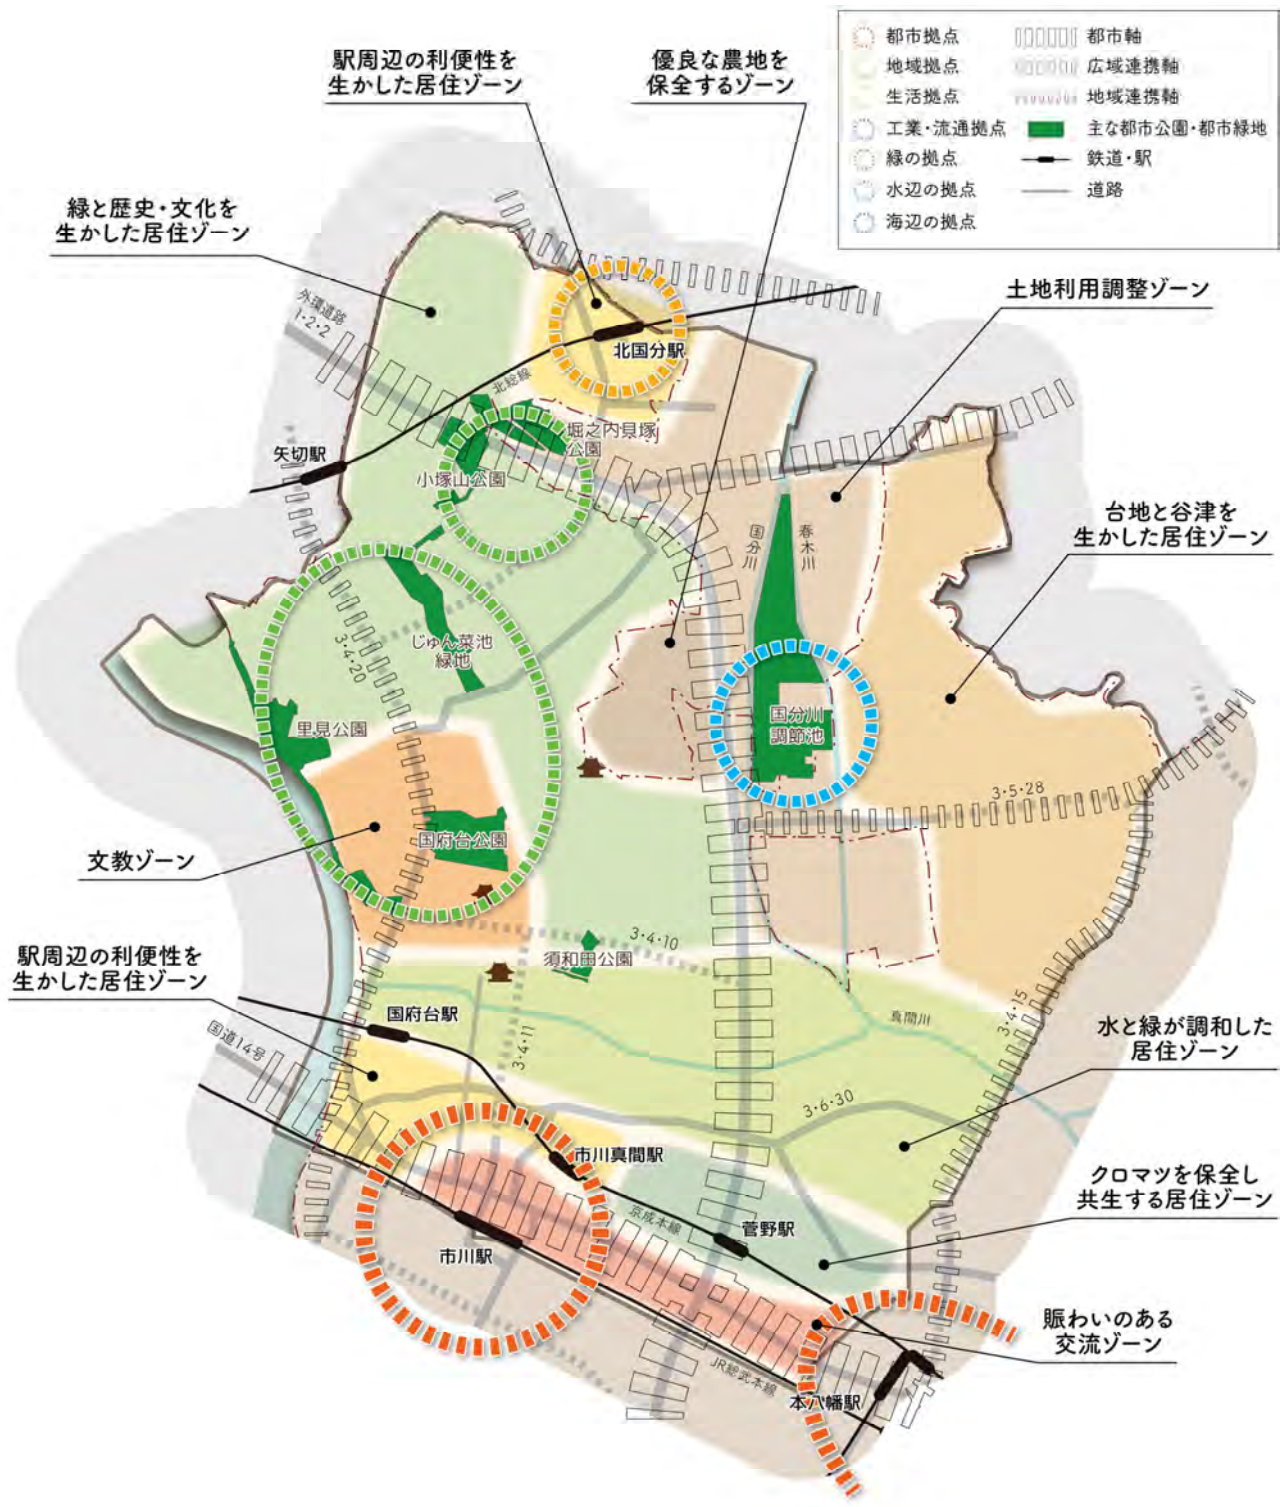 都市拠点
地域拠点
生活拠点
工業・流通拠点
緑の拠点
水辺の拠点
海辺の拠点
都市軸
広域連携軸
地域連携軸
主な都市公園・都市緑地
鉄道・駅
道路
駅周辺の利便性を
生かした居住ゾーン
優良な農地を
保全するゾーン
緑と歴史・文化を
生かした居住ゾーン
土地利用調整ゾーン
外環道路
1・2・2
北国分駅
北総線
堀之内貝塚
公園
矢切駅
小塚山公園
台地と谷津を
生かした居住ゾーン
国分川
春木川
3・4・20
じゅん菜池
緑地
里見公園
国分川
調節池
3・5・28
国府台公園
文教ゾーン
3・4・10
須和田公園
駅周辺の利便性を
生かした居住ゾーン
国府台駅
国道14号
3・4・11
真間川
3・4・15
水と緑が調和した
居住ゾーン
3・6・30
市川真間駅
クロマツを保全し
共生する居住ゾーン
京成本線
菅野駅
市川駅
賑わいのある
交流ゾーン
JR総武本線
本八幡駅